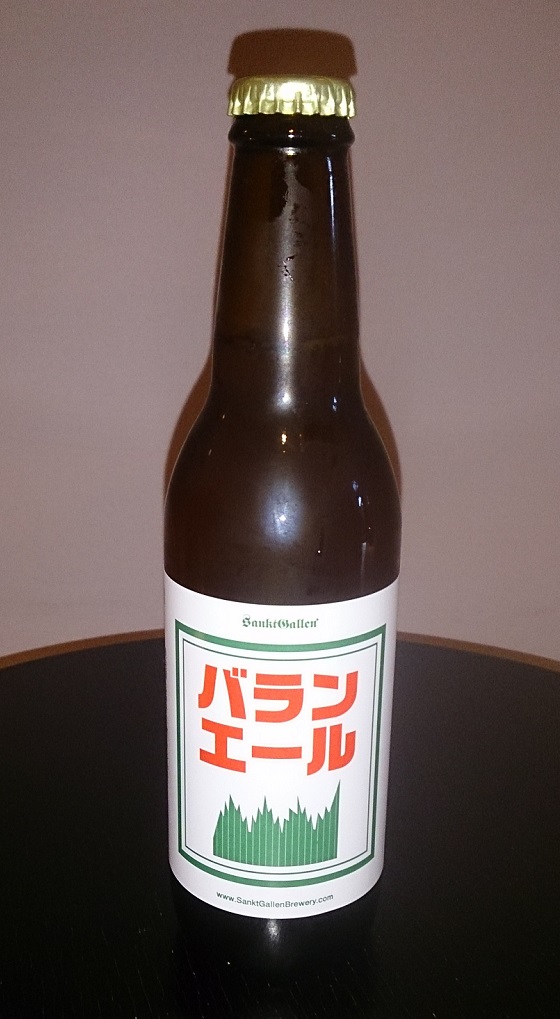 SanktGallen
バラン
エール
www.SanktGallenBrewery.com